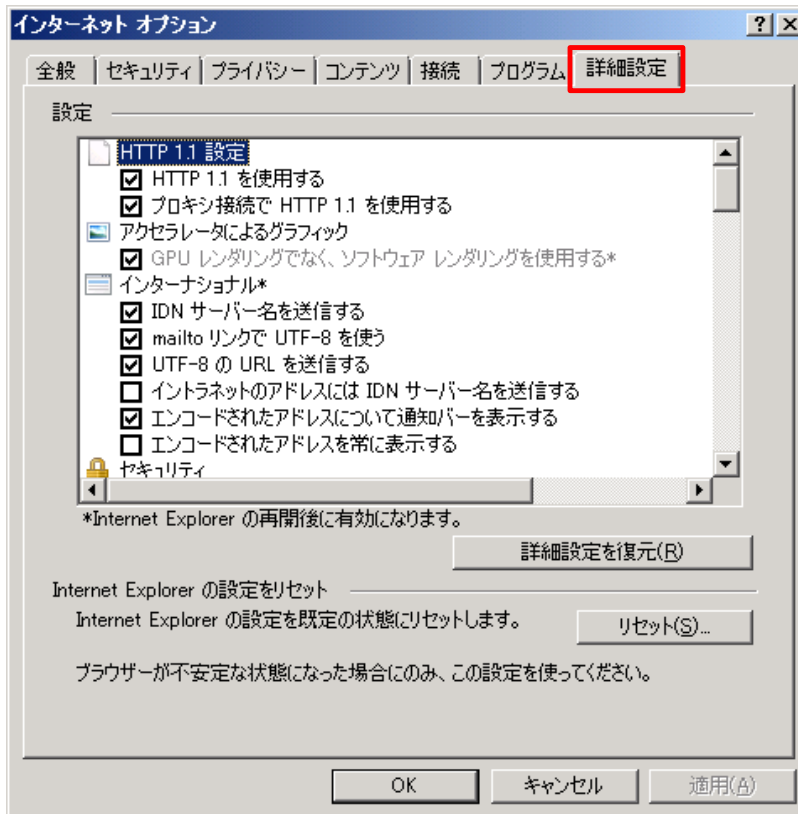 インターネット オプション
全般 セキュリティ プライバシー コンテンツ 接続 プログラム 詳細設定
設定
HTTP 1.1 設定
HTTP 1.1 を使用する
プロキシ接続で HTTP 1.1 を使用する
アクセラレータによるグラフィック
GPU レンダリングでなく、ソフトウェア レンダリングを使用する*
インターナショナル*
IDN サーバー名を送信する
mailto リンクで UTF-8 を使う
UTF-8 の URL を送信する
イントラネットのアドレスには IDN サーバー名を送信する
エンコードされたアドレスについて通知バーを表示する
エンコードされたアドレスを常に表示する
セキュリティ
*Internet Explorer の再開後に有効になります。
詳細設定を復元(R)
Internet Explorer の設定をリセット
Internet Explorer の設定を既定の状態にリセットします。
リセット(S)...
ブラウザーが不安定な状態になった場合にのみ、この設定を使ってください。
OK キャンセル 適用(A)